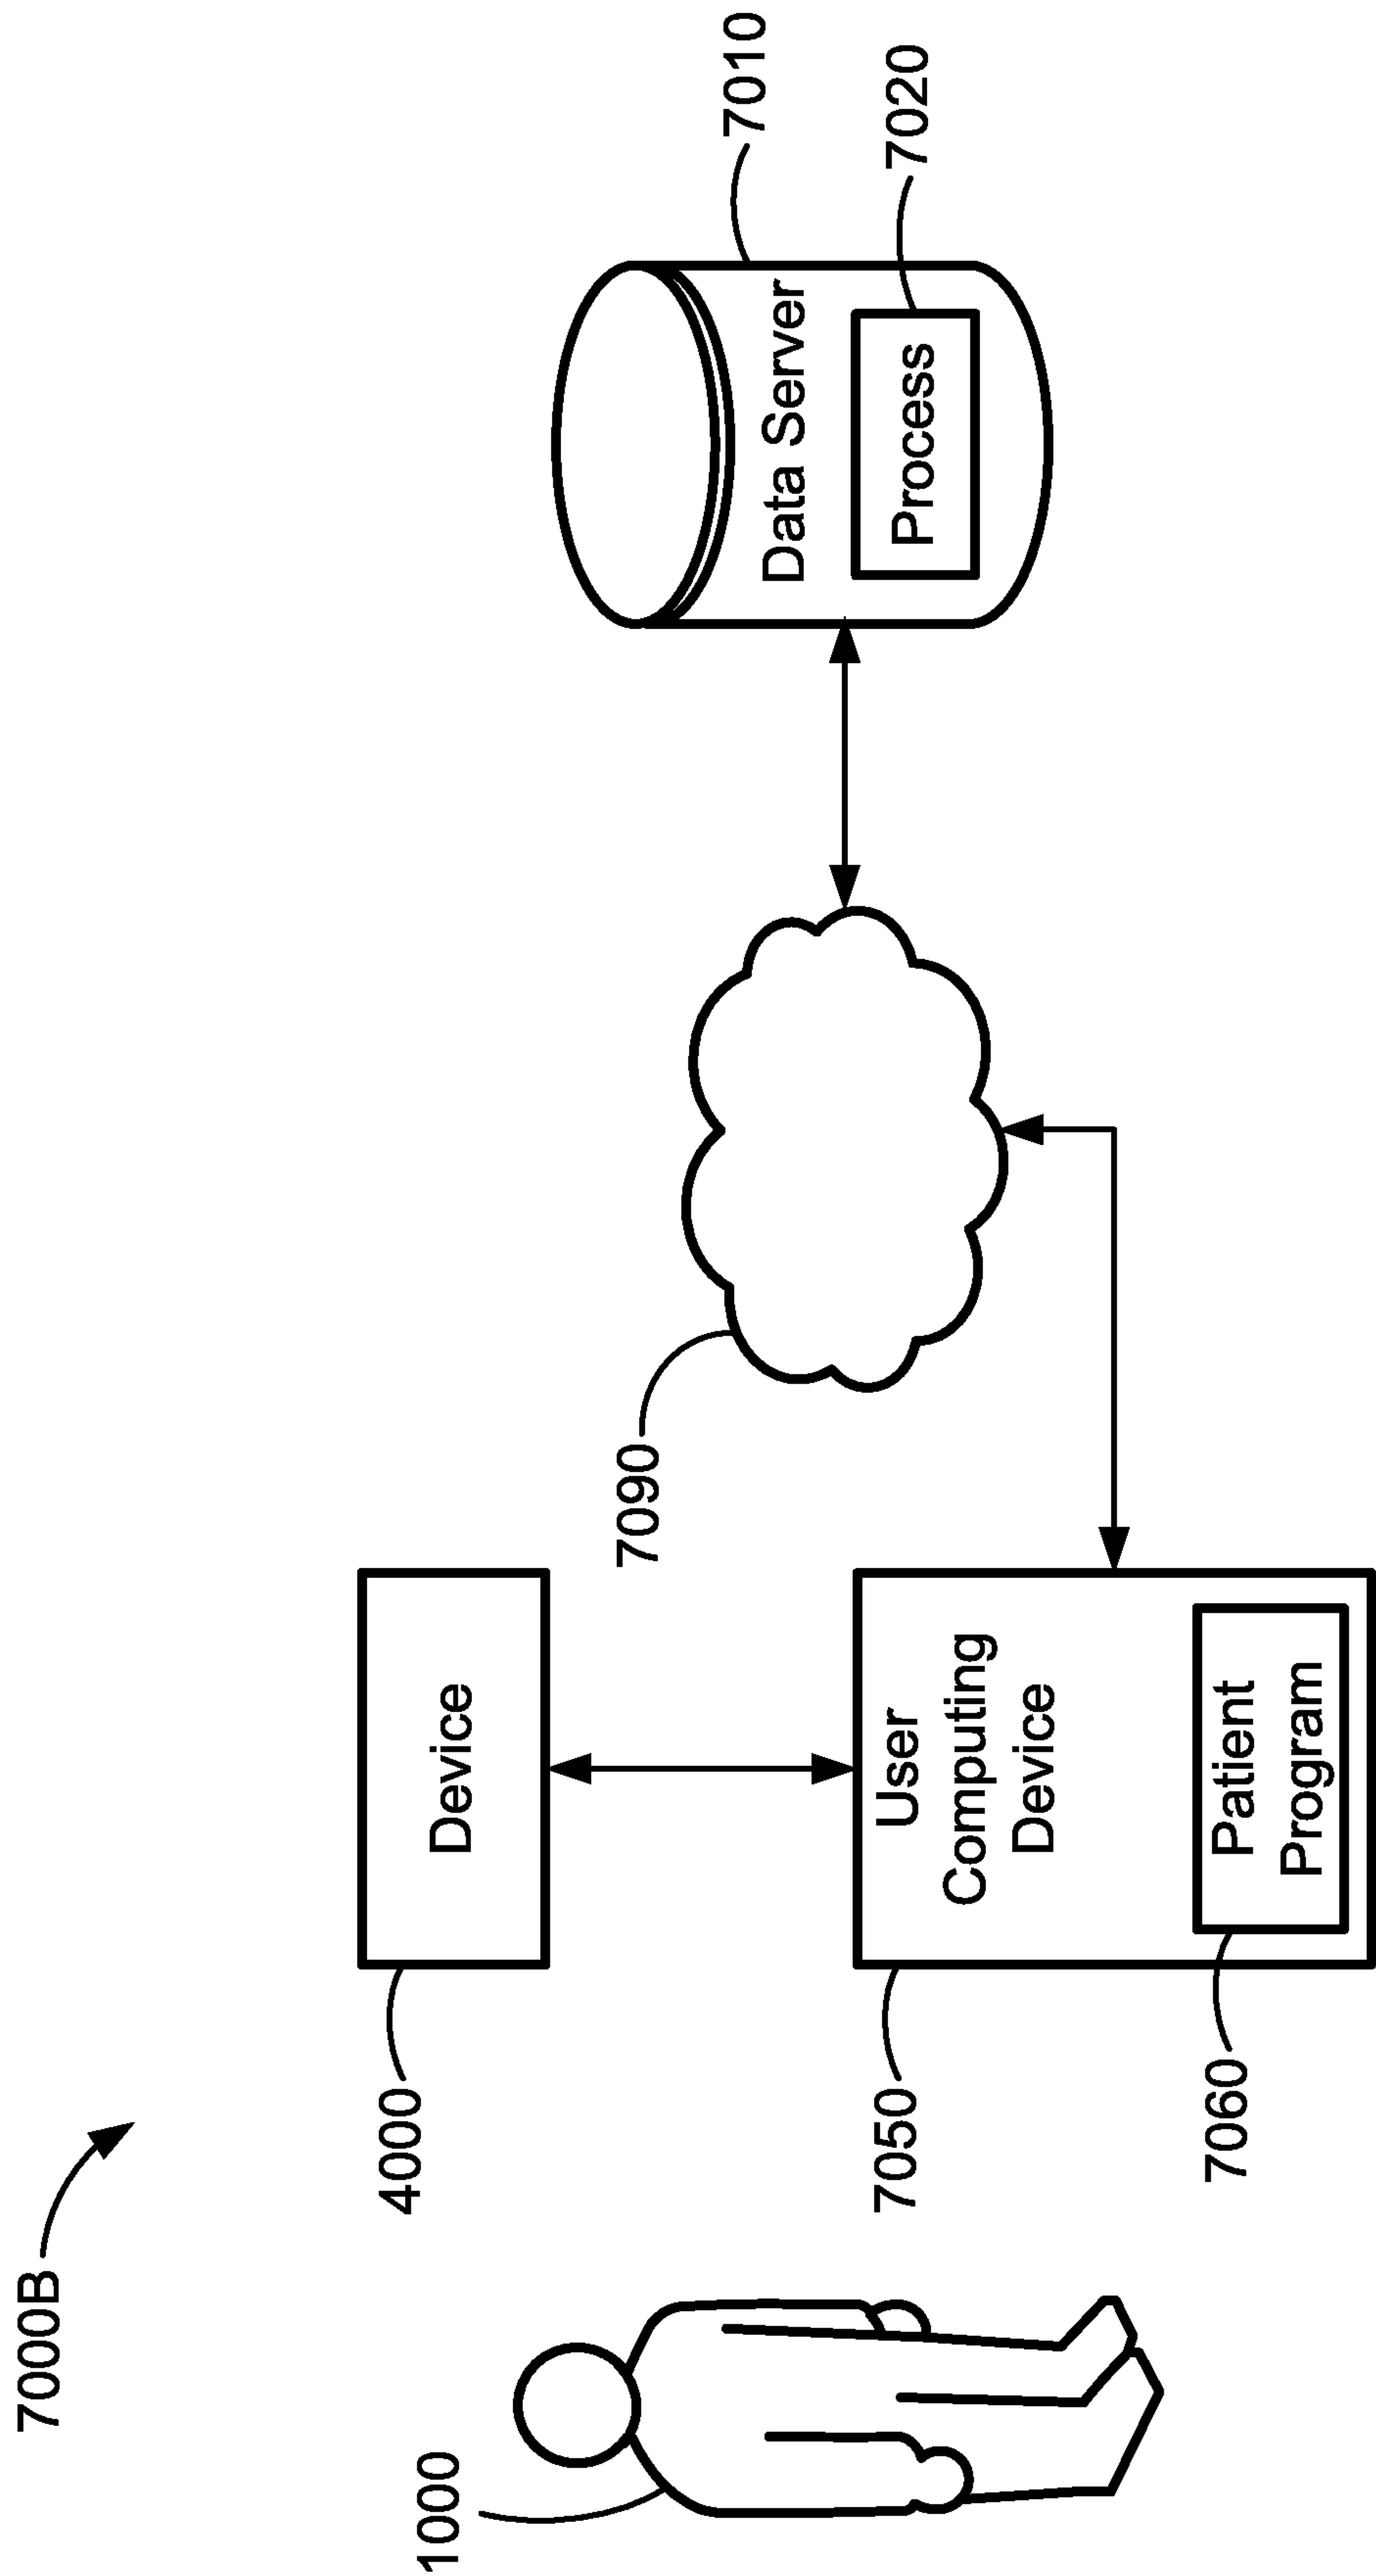 7000B
1000
4000
Device
7050
User
Computing
Device
7060
Patient
Program
7090
Data Server
7010
Process
7020